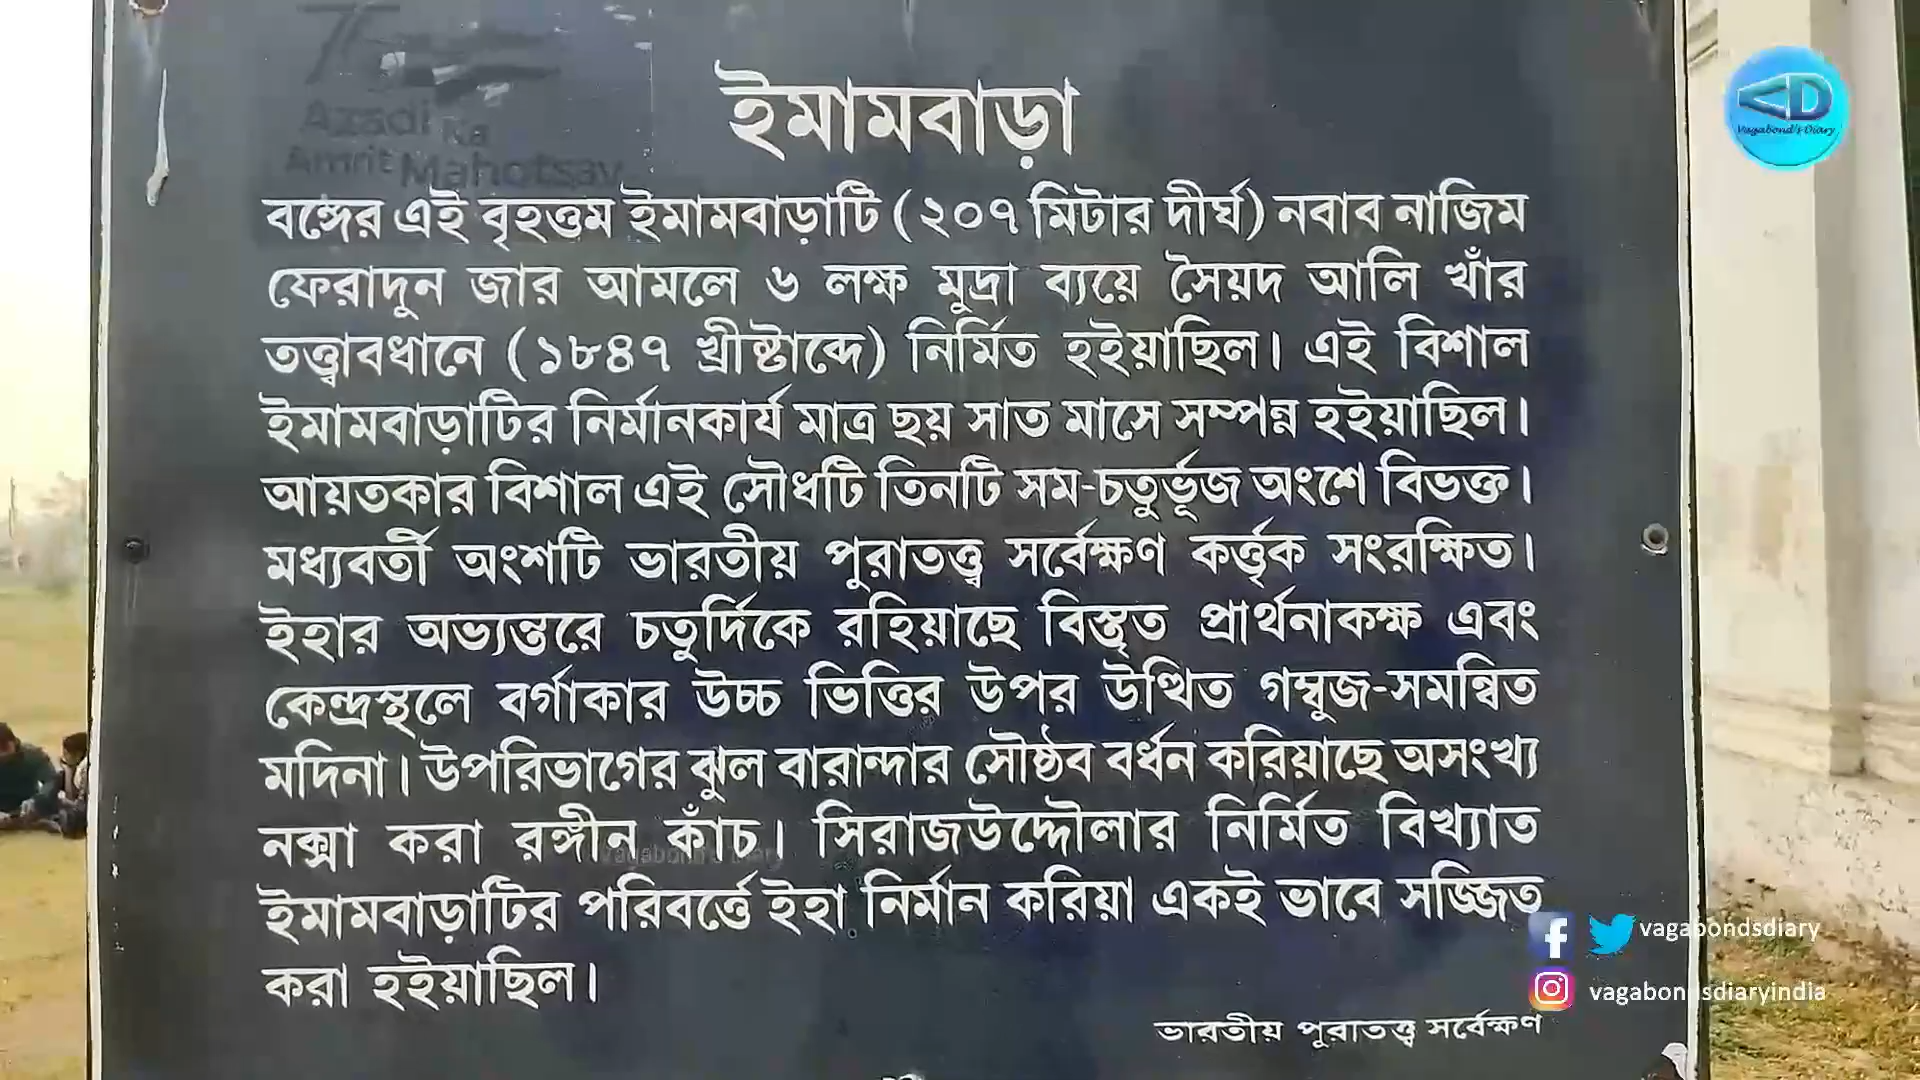 Azadi Ka
Amrit Mahotsav
ইমামবাড়া
বঙ্গের এই বৃহত্তম ইমামবাড়াটি (২০৭ মিটার দীর্ঘ) নবাব নাজিম
ফেরাদুন জার আমলে ৬ লক্ষ মুদ্রা ব্যয়ে সৈয়দ আলি খাঁর
তত্ত্বাবধানে (১৮৪৭ খ্রীষ্টাব্দে) নির্মিত হইয়াছিল। এই বিশাল
ইমামবাড়াটির নির্মানকার্য মাত্র ছয় সাত মাসে সম্পন্ন হইয়াছিল।
আয়তকার বিশাল এই সৌধটি তিনটি সম-চতুর্ভূজ অংশে বিভক্ত।
মধ্যবর্তী অংশটি ভারতীয় পুরাতত্ত্ব সর্বেক্ষণ কর্ত্তৃক সংরক্ষিত।
ইহার অভ্যন্তরে চতুর্দিকে রহিয়াছে বিস্তৃত প্রার্থনাকক্ষ এবং
কেন্দ্রস্থলে বর্গাকার উচ্চ ভিত্তির উপর উত্থিত গম্বুজ-সমন্বিত
মদিনা। উপরিভাগের ঝুল বারান্দার সৌষ্ঠব বর্ধন করিয়াছে অসংখ্য
নক্সা করা রঙ্গীন কাঁচ। সিরাজউদ্দৌলার নির্মিত বিখ্যাত
ইমামবাড়াটির পরিবর্ত্তে ইহা নির্মান করিয়া একই ভাবে সজ্জিত
করা হইয়াছিল।
ভারতীয় পুরাতত্ত্ব সর্বেক্ষণ
Vagabond's Diary
vagabond's Diary
vagabondsdiary
vagabondsdiaryindia